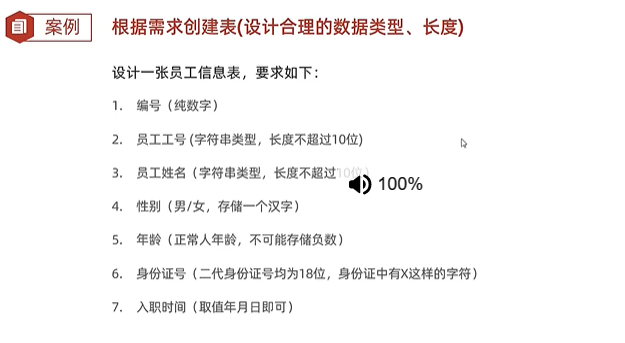 案例
根据需求创建表(设计合理的数据类型、长度)
设计一张员工信息表，要求如下：
1. 编号（纯数字）
2. 员工工号 (字符串类型，长度不超过10位)
3. 员工姓名（字符串类型，长度不超过10位）
100%
4. 性别（男/女，存储一个汉字）
5. 年龄（正常人年龄，不可能存储负数）
6. 身份证号（二代身份证号均为18位，身份证中有X这样的字符）
7. 入职时间（取值年月日即可）